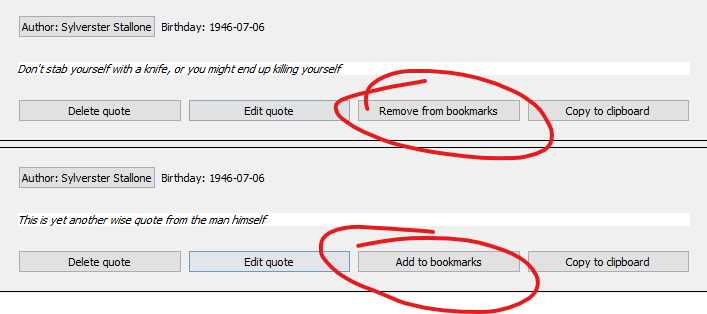 Author: Sylverster Stallone Birthday: 1946-07-06
Don't stab yourself with a knife, or you might end up killing yourself
Delete quote Edit quote Remove from bookmarks Copy to clipboard
Author: Sylverster Stallone Birthday: 1946-07-06
This is yet another wise quote from the man himself
Delete quote Edit quote Add to bookmarks Copy to clipboard